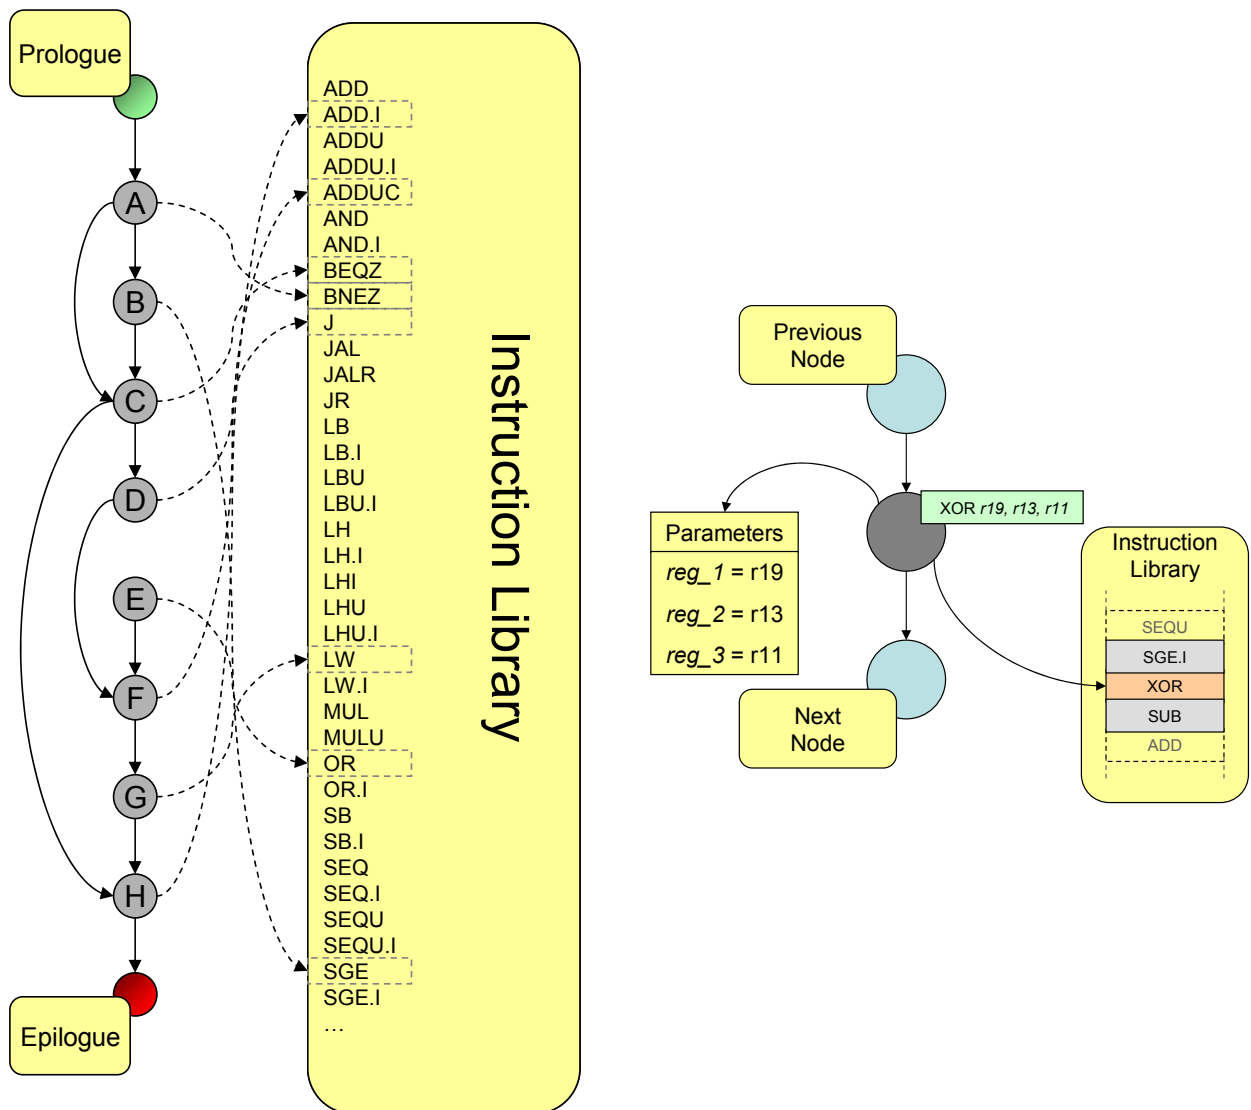 Prologue
A
B
C
D
E
F
G
H
Epilogue
ADD
ADD.I
ADDU
ADDU.I
ADDUC
AND
AND.I
BEQZ
BNEZ
J
JAL
JALR
JR
LB
LB.I
LBU
LBU.I
LH
LH.I
LHI
LHU
LHU.I
LW
LW.I
MUL
MULU
OR
OR.I
SB
SB.I
SEQ
SEQ.I
SEQU
SEQU.I
SGE
SGE.I
...
Instruction Library
Previous
Node
XOR r19, r13, r11
Parameters
reg_1 = r19
reg_2 = r13
reg_3 = r11
Next
Node
Instruction
Library
SEQU
SGE.I
XOR
SUB
ADD